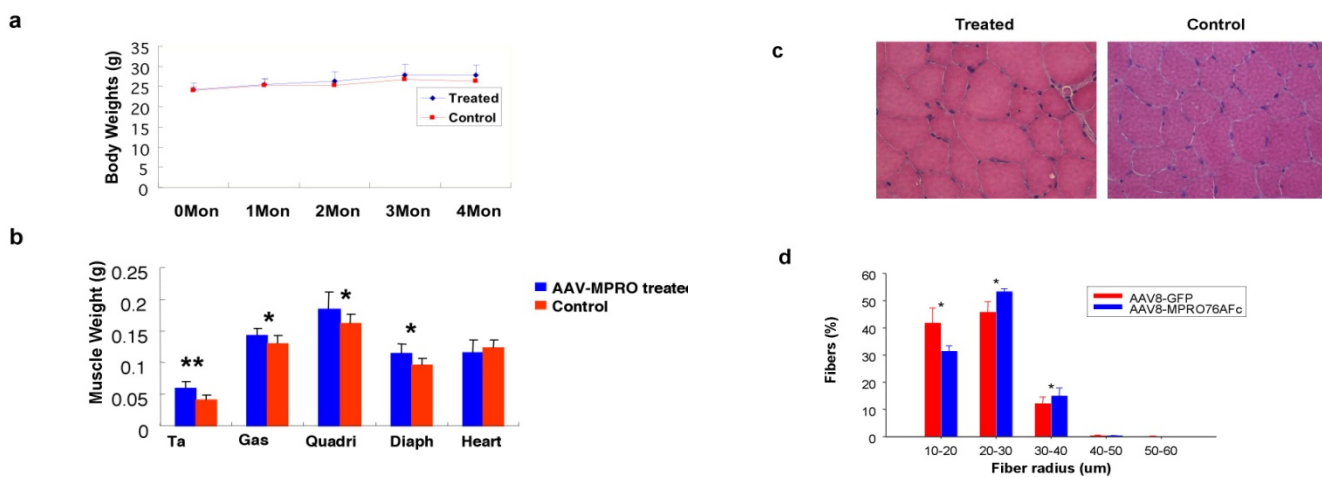 a
Body Weights (g)
35
30
25
20
15
10
5
0
Treated
Control
0Mon 1Mon 2Mon 3Mon 4Mon
b
Muscle Weight (g)
0.25
0.2
0.15
0.1
0.05
0
** * * *
AAV-MPRO treated
Control
Ta Gas Quadri Diaph Heart
c
Treated Control
d
Fibers (%)
60
50
40
30
20
10
0
* * *
AAV8-GFP
AAV8-MPRO76AFc
10-20 20-30 30-40 40-50 50-60
Fiber radius (um)